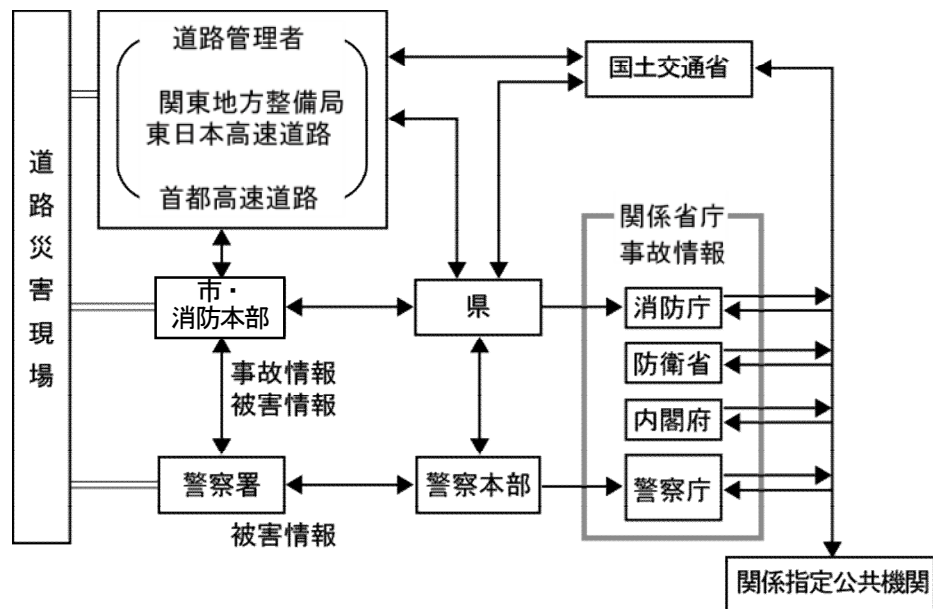 道路災害現場
道路管理者
関東地方整備局
東日本高速道路
首都高速道路
国土交通省
関係省庁
事故情報
市・
消防本部
県
消防庁
防衛省
内閣府
事故情報
被害情報
警察署
警察本部
警察庁
被害情報
関係指定公共機関